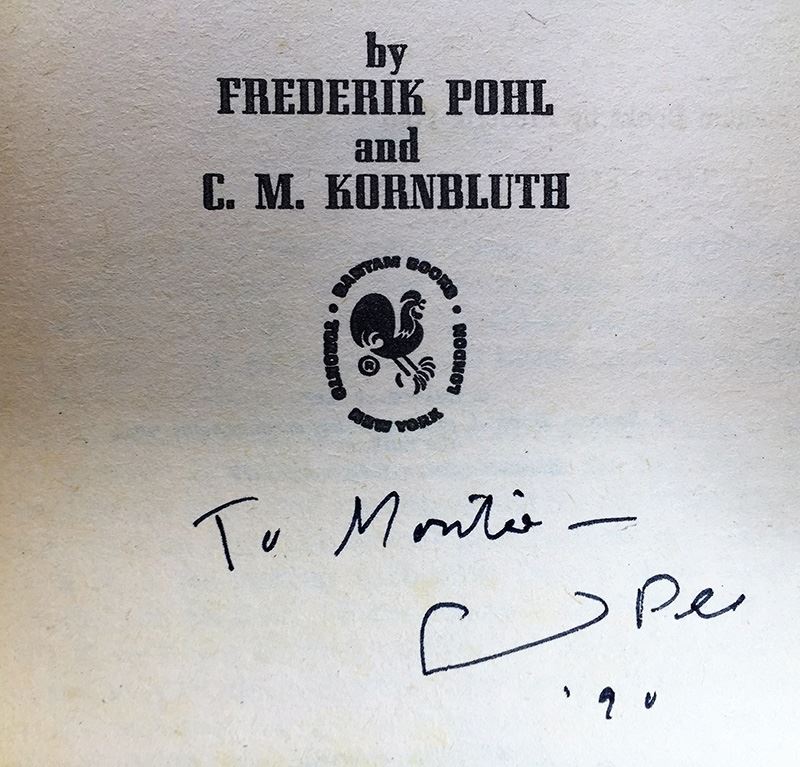 by
FREDERIK POHL
and
C. M. KORNBLUTH
BANTAM BOOKS
TORONTO
LONDON
NEW YORK
®
To Montie —
'90